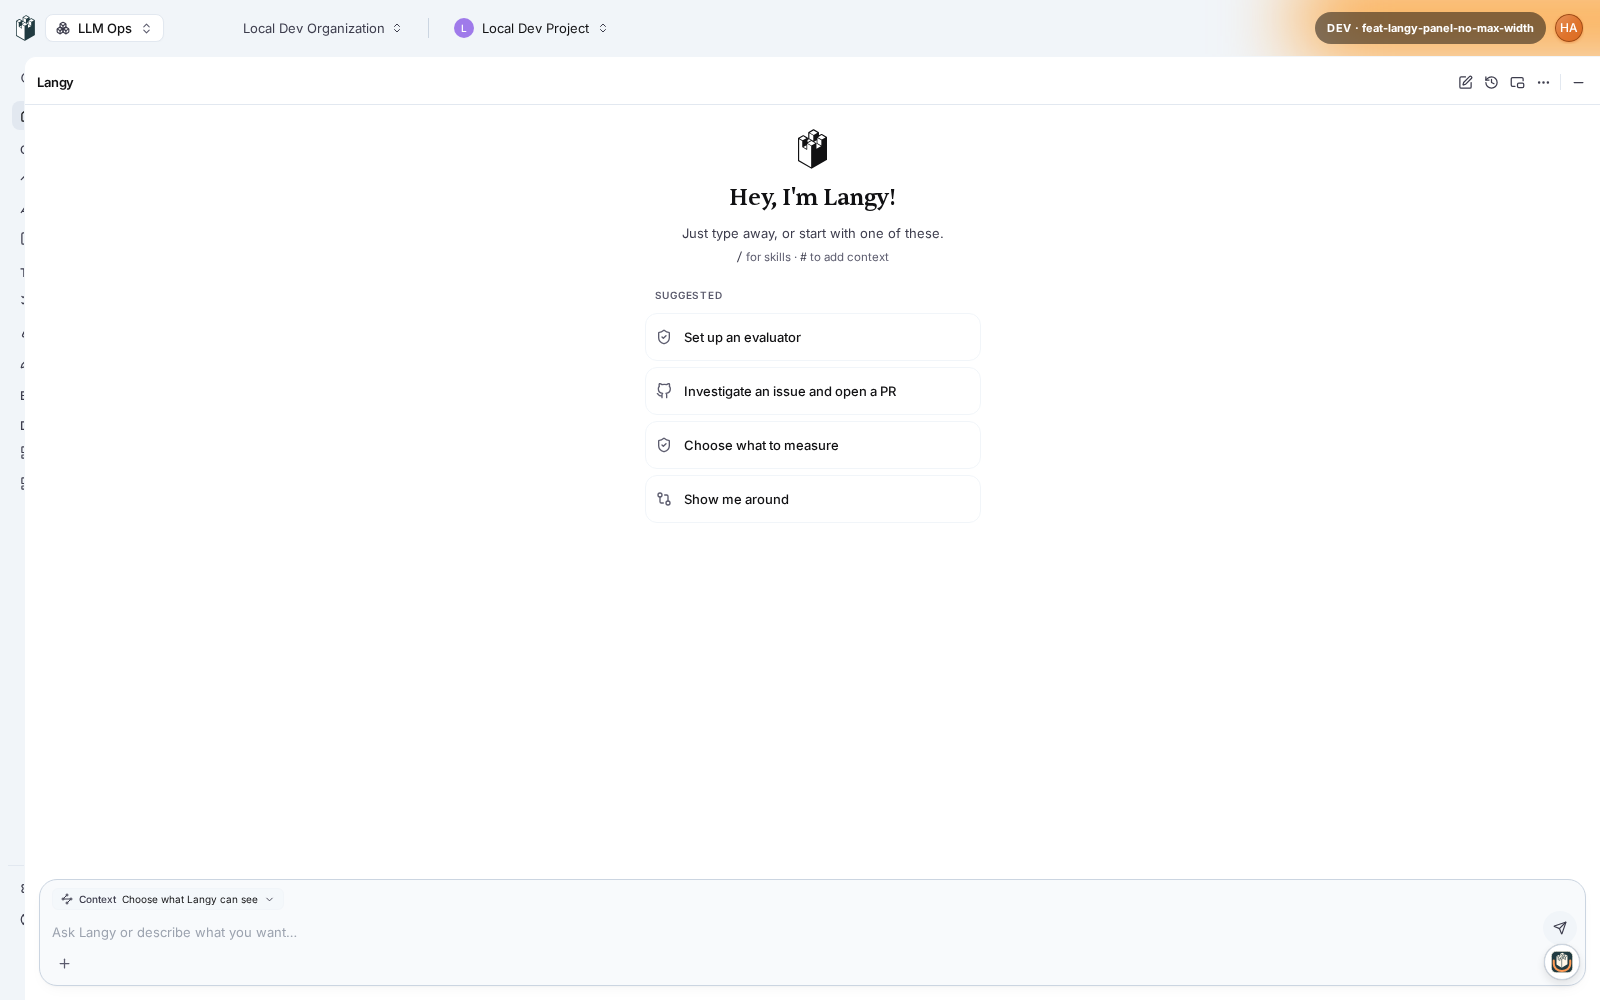 LLM Ops
Local Dev Organization
L
Local Dev Project
DEV · feat-langy-panel-no-max-width
HA
Langy
Hey, I'm Langy!
Just type away, or start with one of these.
/ for skills · # to add context
SUGGESTED
Set up an evaluator
Investigate an issue and open a PR
Choose what to measure
Show me around
Context Choose what Langy can see
Ask Langy or describe what you want...